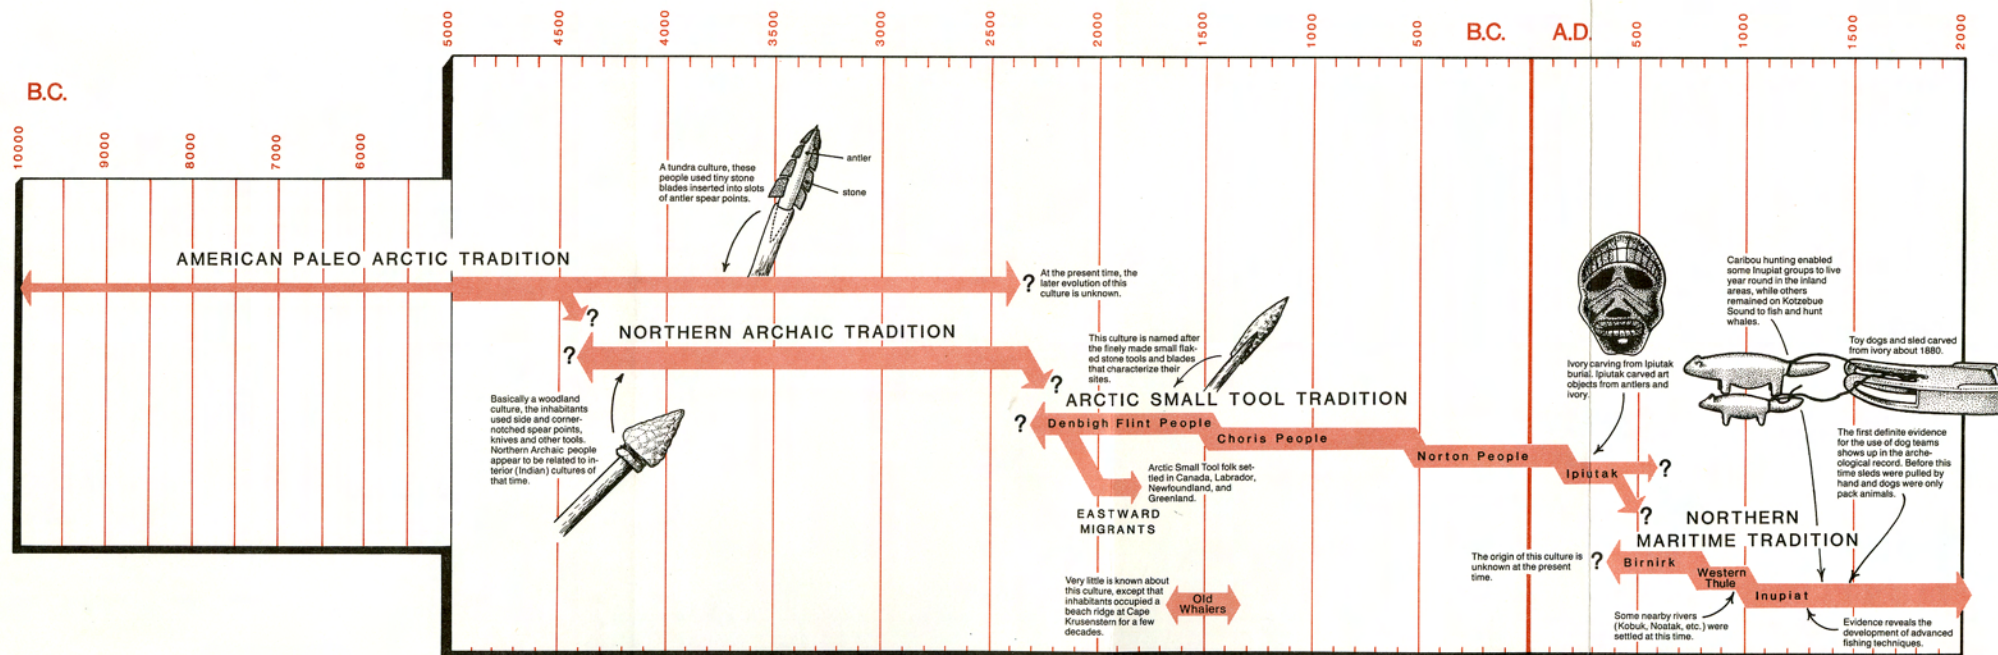 B.C.
10000
9000
8000
7000
6000
5000
4500
4000
3500
3000
2500
2000
1500
1000
500
B.C.
A.D.
500
1000
1500
2000
AMERICAN PALEO ARCTIC TRADITION
A tundra culture, these
people used tiny stone
blades inserted into slots
of antler spear points.
antler
stone
?
At the present time, the
later evolution of this
culture is unknown.
?
NORTHERN ARCHAIC TRADITION
?
?
Basically a woodland
culture, the inhabitants
used side and corner-
notched spear points,
knives and other tools.
Northern Archaic people
appear to be related to in-
terior (Indian) cultures of
that time.
This culture is named after
the finely made small flak-
ed stone tools and blades
that characterize their
sites.
ARCTIC SMALL TOOL TRADITION
?
Denbigh Flint People
Choris People
Norton People
Ipiutak
?
?
Arctic Small Tool folk set-
tled in Canada, Labrador,
Newfoundland, and
Greenland.
EASTWARD
MIGRANTS
Very little is known about
this culture, except that
inhabitants occupied a
beach ridge at Cape
Krusenstern for a few
decades.
Old
Whalers
Ivory carving from Ipiutak
burial. Ipiutak carved art
objects from antlers and
ivory.
Caribou hunting enabled
some Inupiat groups to live
year round in the inland
areas, while others
remained on Kotzebue
Sound to fish and hunt
whales.
Toy dogs and sled carved
from ivory about 1880.
The first definite evidence
for the use of dog teams
shows up in the arche-
ological record. Before this
time sleds were pulled by
hand and dogs were only
pack animals.
NORTHERN
MARITIME TRADITION
The origin of this culture is
unknown at the present
time.
?
Birnirk
Western
Thule
Inupiat
Some nearby rivers
(Kobuk, Noatak, etc.) were
settled at this time.
Evidence reveals the
development of advanced
fishing techniques.